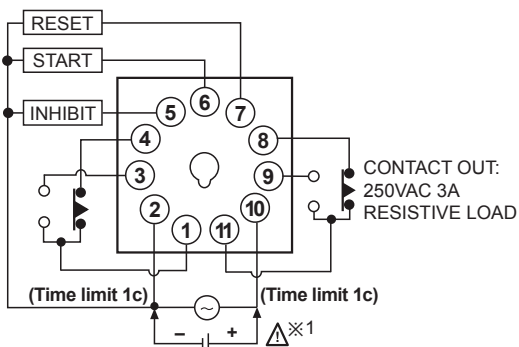 RESET
START
INHIBIT
6
5
7
4
8
3
9
2
10
1
11
CONTACT OUT:
250VAC 3A
RESISTIVE LOAD
(Time limit 1c)
(Time limit 1c)
~
− +
⚠※1